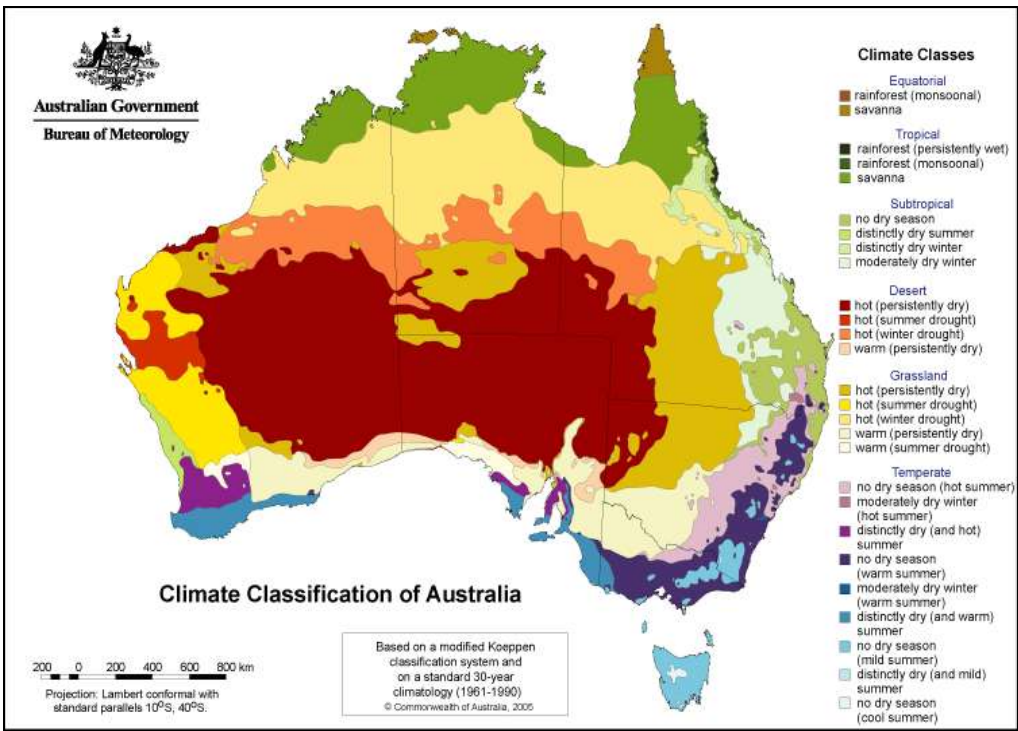 Australian Government
Bureau of Meteorology
Climate Classes
Equatorial
rainforest (monsoonal)
savanna
Tropical
rainforest (persistently wet)
rainforest (monsoonal)
savanna
Subtropical
no dry season
distinctly dry summer
distinctly dry winter
moderately dry winter
Desert
hot (persistently dry)
hot (summer drought)
hot (winter drought)
warm (persistently dry)
Grassland
hot (persistently dry)
hot (summer drought)
hot (winter drought)
warm (persistently dry)
warm (summer drought)
Temperate
no dry season (hot summer)
moderately dry winter
(hot summer)
distinctly dry (and hot)
summer
no dry season
(warm summer)
moderately dry winter
(warm summer)
distinctly dry (and warm)
summer
no dry season
(mild summer)
distinctly dry (and mild)
summer
no dry season
(cool summer)
Climate Classification of Australia
Based on a modified Koeppen
classification system and
on a standard 30-year
climatology (1961-1990)
© Commonwealth of Australia, 2005
200 0 200 400 600 800 km
Projection: Lambert conformal with
standard parallels 10°S, 40°S.